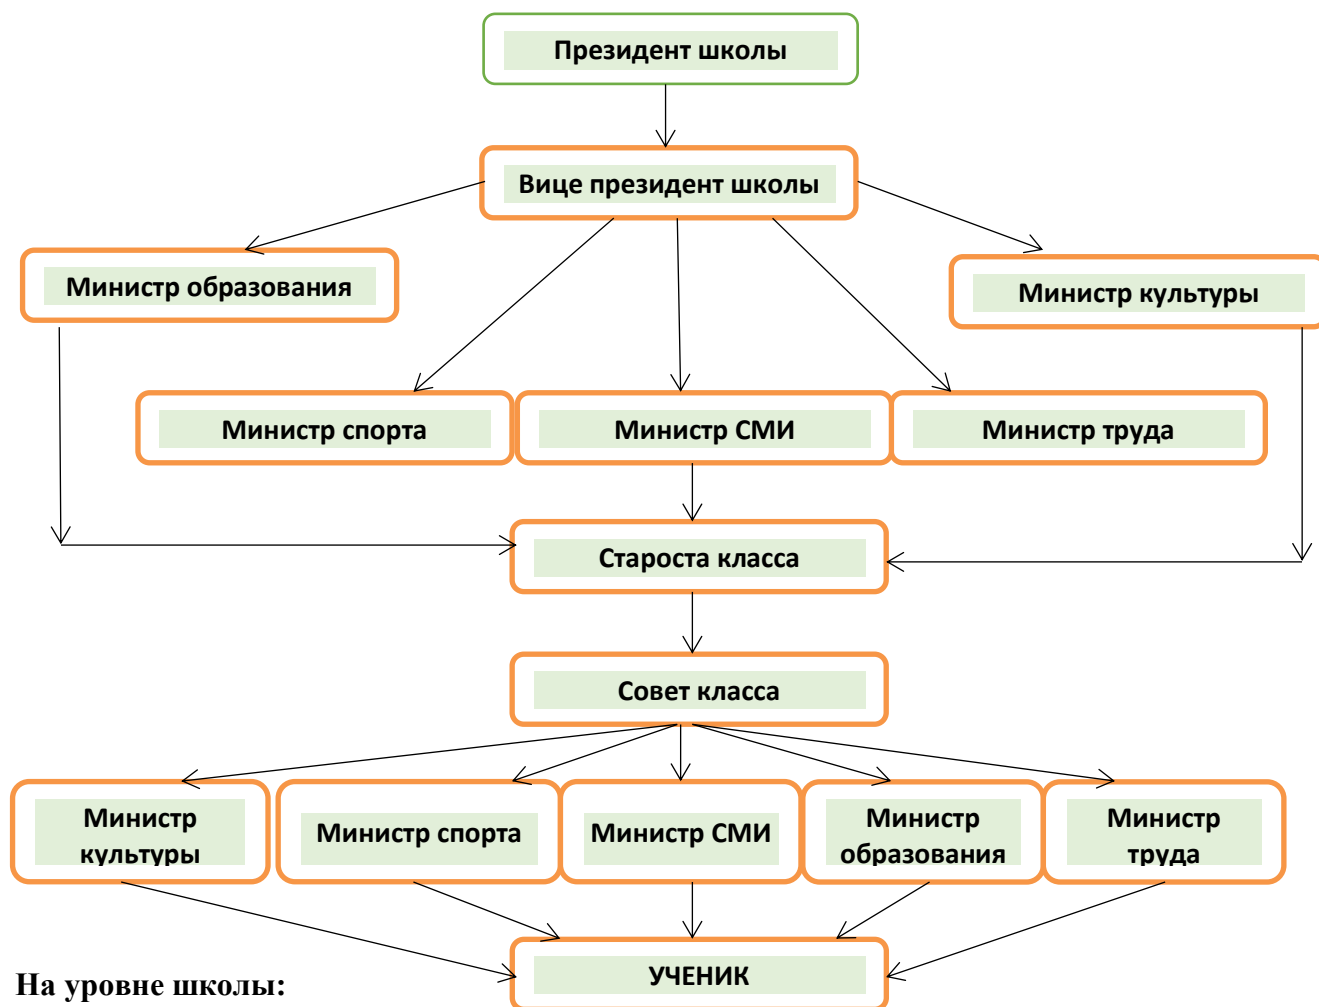 Президент школы
Вице президент школы
Министр образования
Министр культуры
Министр спорта
Министр СМИ
Министр труда
Староста класса
Совет класса
Министр
культуры
Министр спорта
Министр СМИ
Министр
образования
Министр
труда
УЧЕНИК
На уровне школы: